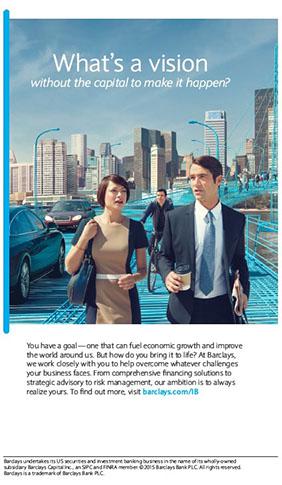 What's a vision
without the capital to make it happen?
You have a goal—one that can fuel economic growth and improve
the world around us. But how do you bring it to life? At Barclays,
we work closely with you to help overcome whatever challenges
your business faces. From comprehensive financing solutions to
strategic advisory to risk management, our ambition is to always
realize yours. To find out more, visit barclays.com/IB
Barclays undertakes its US securities and investment banking business in the name of its wholly-owned
subsidiary Barclays Capital Inc., an SIPC and FINRA member. ©2015 Barclays Bank PLC. All rights reserved.
Barclays is a trademark of Barclays Bank PLC.